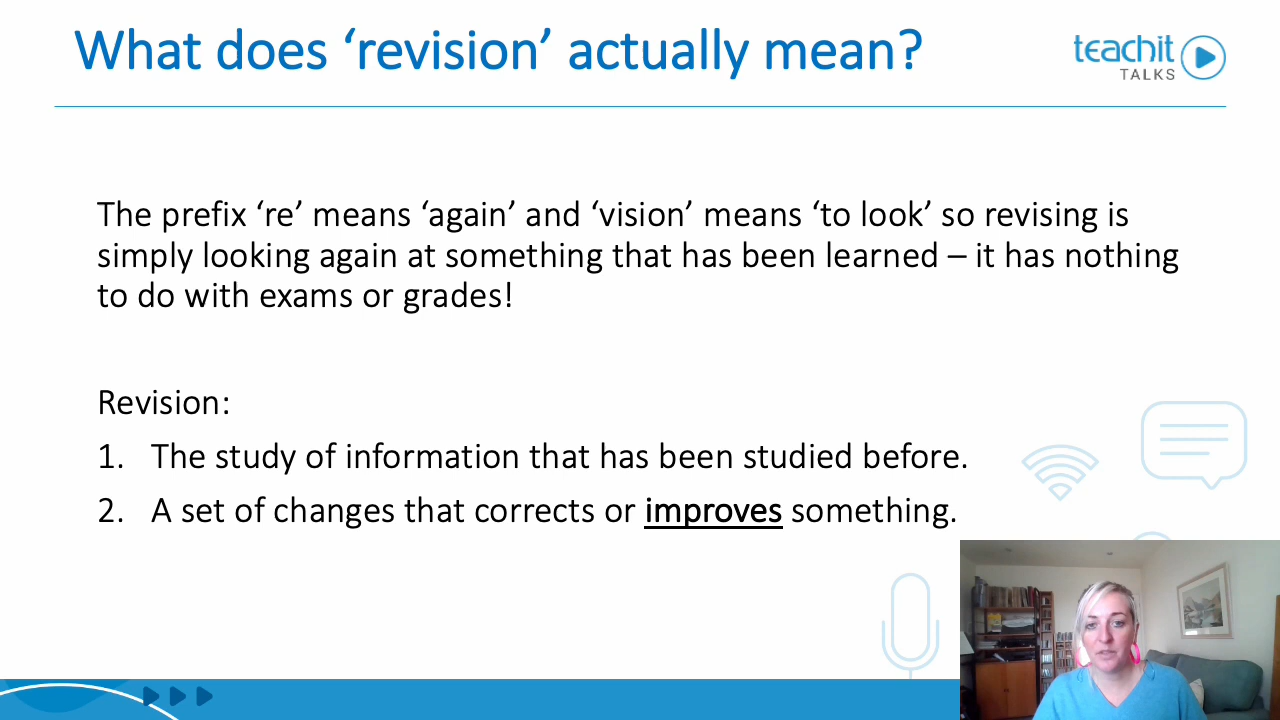 What does ‘revision’ actually mean?
teachit
TALKS
The prefix ‘re’ means ‘again’ and ‘vision’ means ‘to look’ so revising is
simply looking again at something that has been learned – it has nothing
to do with exams or grades!
Revision:
1. The study of information that has been studied before.
2. A set of changes that corrects or improves something.